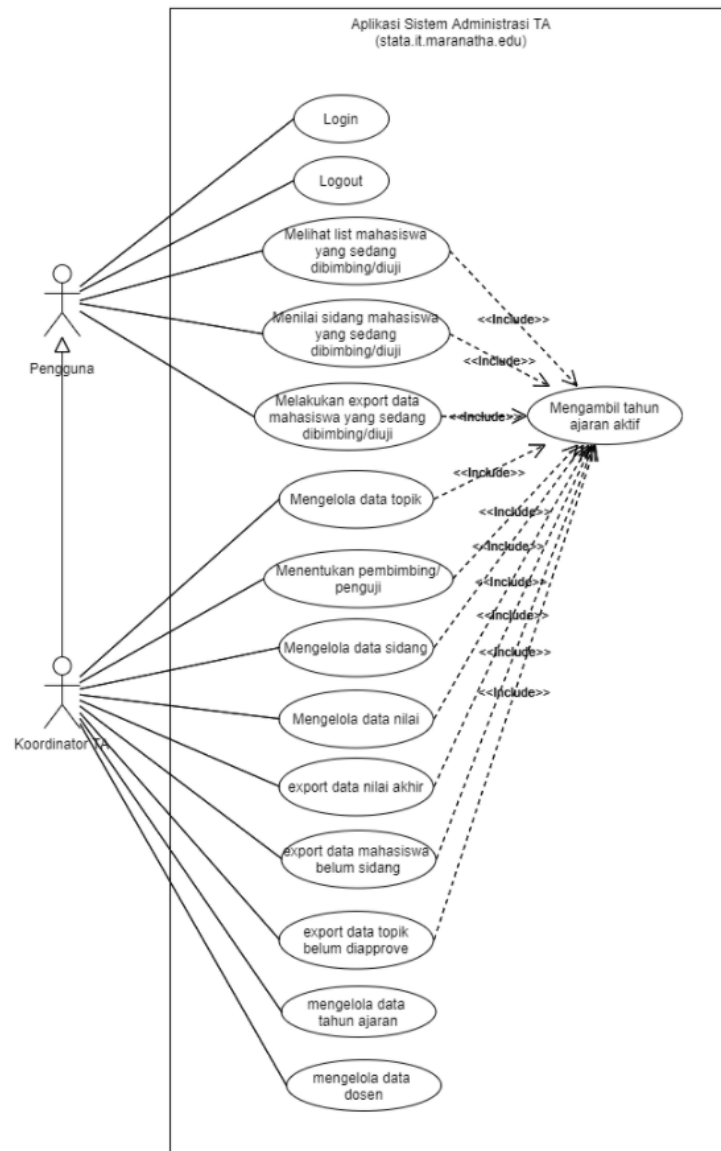 Aplikasi Sistem Administrasi TA
(stata.it.maranatha.edu)
Login
Logout
Melihat list mahasiswa
yang sedang
dibimbing/diuji
<<Include>>
Menilai sidang mahasiswa
yang sedang
dibimbing/diuji
<<Include>>
Pengguna
Melakukan export data
mahasiswa yang sedang
dibimbing/diuji
<<Include>>
Mengambil tahun
ajaran aktif
<<Include>>
Mengelola data topik
<<Include>>
Menentukan pembimbing/
penguji
<<Include>>
<<Include>>
Mengelola data sidang
<<Include>>
<<Include>>
<<Include>>
Mengelola data nilai
Koordinator TA
export data nilai akhir
export data mahasiswa
belum sidang
export data topik
belum diapprove
mengelola data
tahun ajaran
mengelola data
dosen